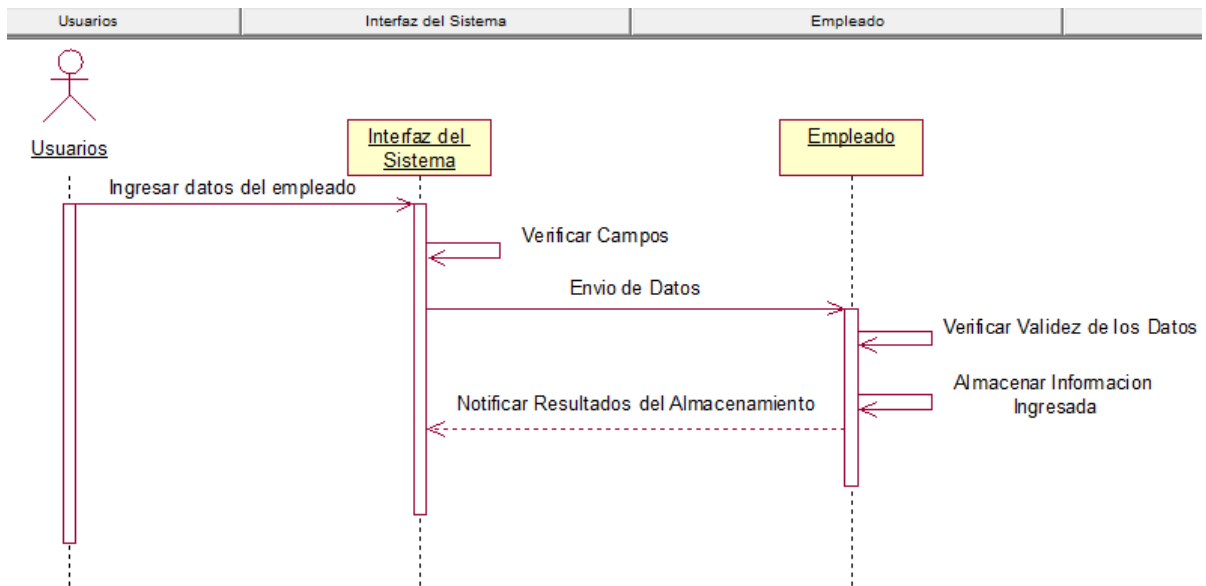 Usuarios
Interfaz del Sistema
Empleado
Usuarios
Interfaz del
Sistema
Empleado
Ingresar datos del empleado
Verificar Campos
Envio de Datos
Verificar Validez de los Datos
Almacenar Informacion
Ingresada
Notificar Resultados del Almacenamiento